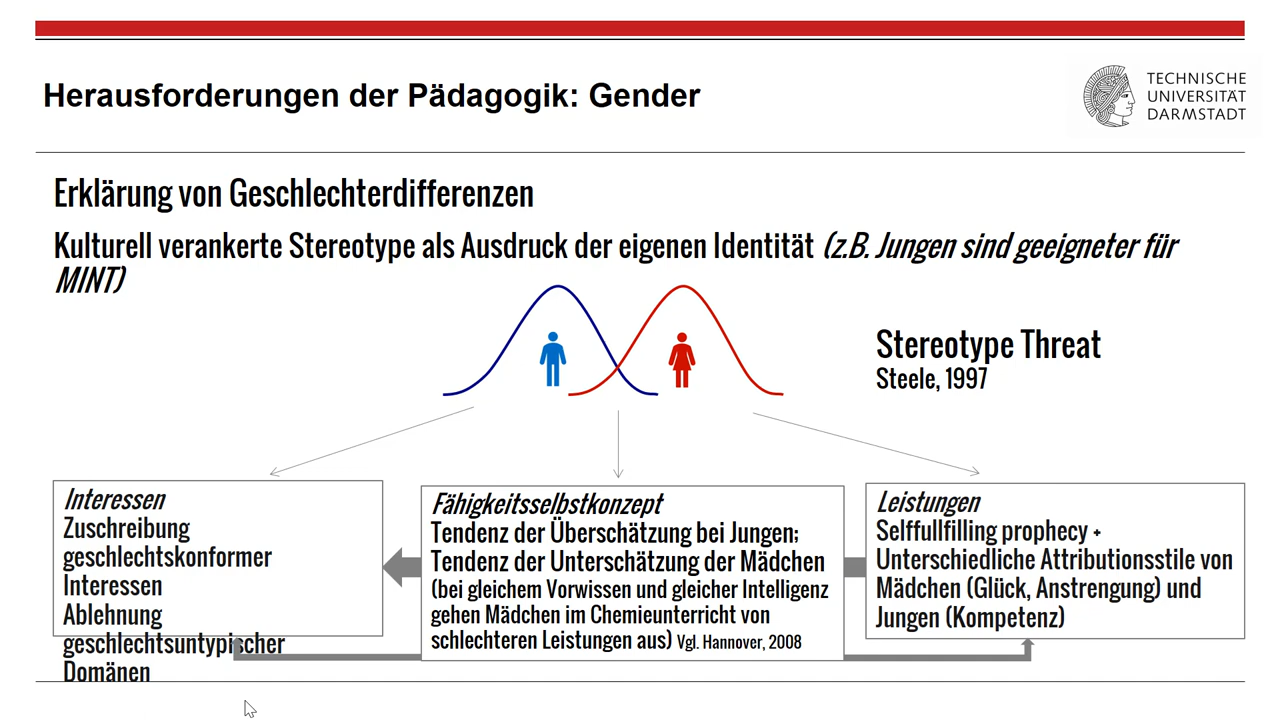 Herausforderungen der Pädagogik: Gender
TECHNISCHE
UNIVERSITÄT
DARMSTADT
Erklärung von Geschlechterdifferenzen
Kulturell verankerte Stereotype als Ausdruck der eigenen Identität (z.B. Jungen sind geeigneter für
MINT)
Stereotype Threat
Steele, 1997
Interessen
Zuschreibung
geschlechtskonformer
Interessen
Ablehnung
geschlechtsuntypischer
Domänen
Fähigkeitsselbstkonzept
Tendenz der Überschätzung bei Jungen;
Tendenz der Unterschätzung der Mädchen
(bei gleichem Vorwissen und gleicher Intelligenz
gehen Mädchen im Chemieunterricht von
schlechteren Leistungen aus) Vgl. Hannover, 2008
Leistungen
Selffullfilling prophecy +
Unterschiedliche Attributionsstile von
Mädchen (Glück, Anstrengung) und
Jungen (Kompetenz)